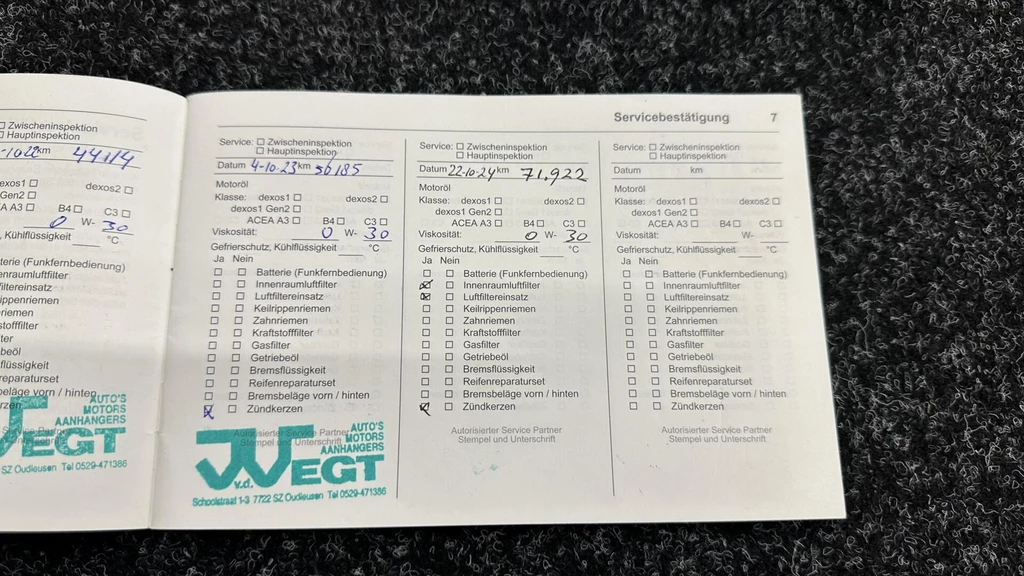 Servicebestätigung 7
Zwischeninspektion
Hauptinspektion
km
dexos1 dexos2
Gen2
A3 B4 C3
0 W- 30
, Kühlflüssigkeit °C
terie (Funkfernbedienung)
nenraumluftfilter
filtereinsatz
rippenriemen
riemen
stofffilter
ter
beöl
flüssigkeit
reparaturset
beläge vorn / hinten
rzen
AUTO'S
MOTORS
AANHANGERS
EGT
SZ Oudleusen Tel 0529-471386
Service: Zwischeninspektion
Hauptinspektion
Datum 4-10-23 km 56185
Motoröl
Klasse: dexos1 dexos2
dexos1 Gen2
ACEA A3 B4 C3
Viskosität: 0 W- 30
Gefrierschutz, Kühlflüssigkeit °C
Ja Nein
Batterie (Funkfernbedienung)
Innenraumluftfilter
Luftfiltereinsatz
Keilrippenriemen
Zahnriemen
Kraftstofffilter
Gasfilter
Getriebeöl
Bremsflüssigkeit
Reifenreparaturset
Bremsbeläge vorn / hinten
Zündkerzen
Autorisierter Service Partner
Stempel und Unterschrift
AUTO'S
MOTORS
AANHANGERS
v.d. VEGT
Schoolstraat 1-3 7722 SZ Oudleusen Tel 0529-471386
Service: Zwischeninspektion
Hauptinspektion
Datum 22-10-24 km 71,922
Motoröl
Klasse: dexos1 dexos2
dexos1 Gen2
ACEA A3 B4 C3
Viskosität: 0 W- 30
Gefrierschutz, Kühlflüssigkeit °C
Ja Nein
Batterie (Funkfernbedienung)
Innenraumluftfilter
Luftfiltereinsatz
Keilrippenriemen
Zahnriemen
Kraftstofffilter
Gasfilter
Getriebeöl
Bremsflüssigkeit
Reifenreparaturset
Bremsbeläge vorn / hinten
Zündkerzen
Autorisierter Service Partner
Stempel und Unterschrift
Service: Zwischeninspektion
Hauptinspektion
Datum km
Motoröl
Klasse: dexos1 dexos2
dexos1 Gen2
ACEA A3 B4 C3
Viskosität: W-
Gefrierschutz, Kühlflüssigkeit °C
Ja Nein
Batterie (Funkfernbedienung)
Innenraumluftfilter
Luftfiltereinsatz
Keilrippenriemen
Zahnriemen
Kraftstofffilter
Gasfilter
Getriebeöl
Bremsflüssigkeit
Reifenreparaturset
Bremsbeläge vorn / hinten
Zündkerzen
Autorisierter Service Partner
Stempel und Unterschrift